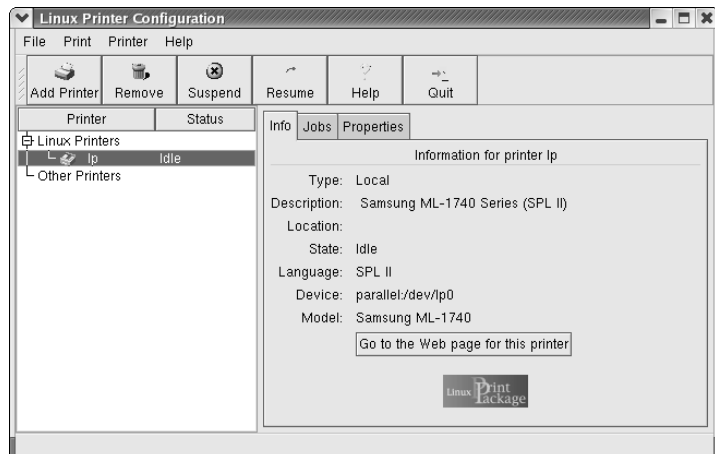 Linux Printer Configuration
File Print Printer Help
Add Printer Remove Suspend Resume Help Quit
Printer Status
Linux Printers
lp Idle
Other Printers
Info Jobs Properties
Information for printer lp
Type: Local
Description: Samsung ML-1740 Series (SPL II)
Location:
State: Idle
Language: SPL II
Device: parallel:/dev/lp0
Model: Samsung ML-1740
Go to the Web page for this printer
Linux Print
Package